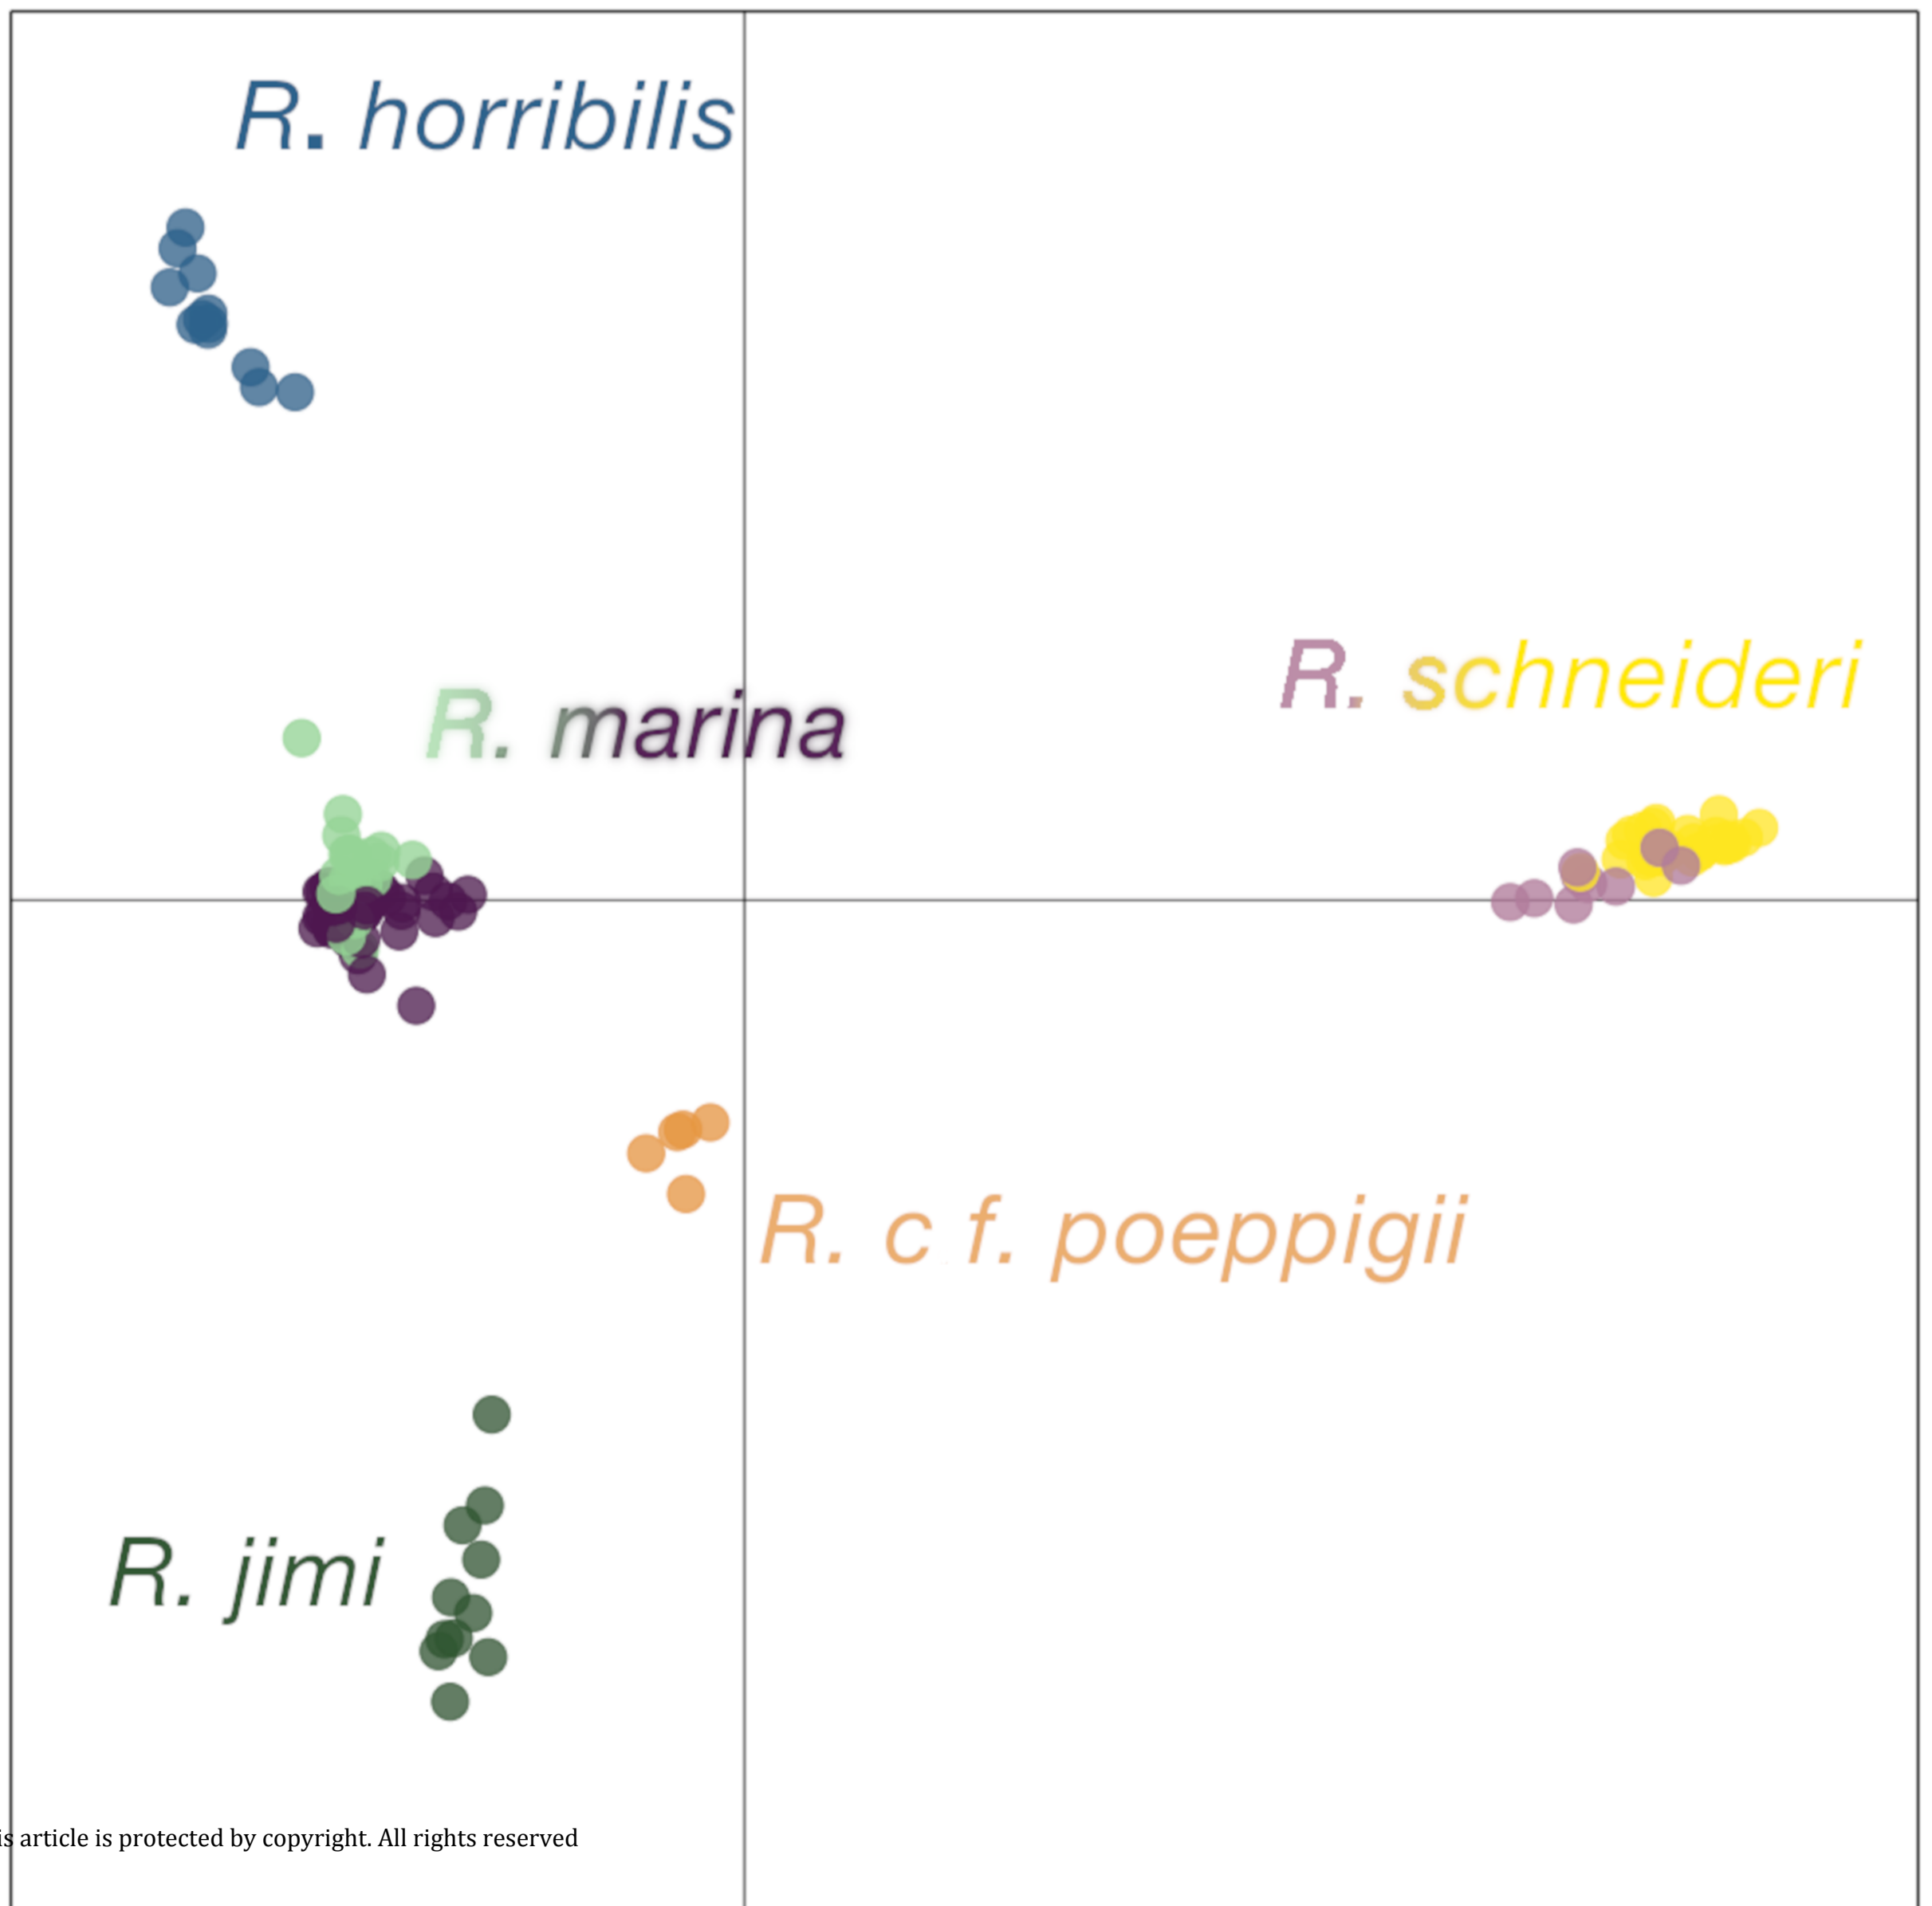 R. horribilis
R. schneideri
R. marina
R. c f. poeppigii
R. jimi
is article is protected by copyright. All rights reserved